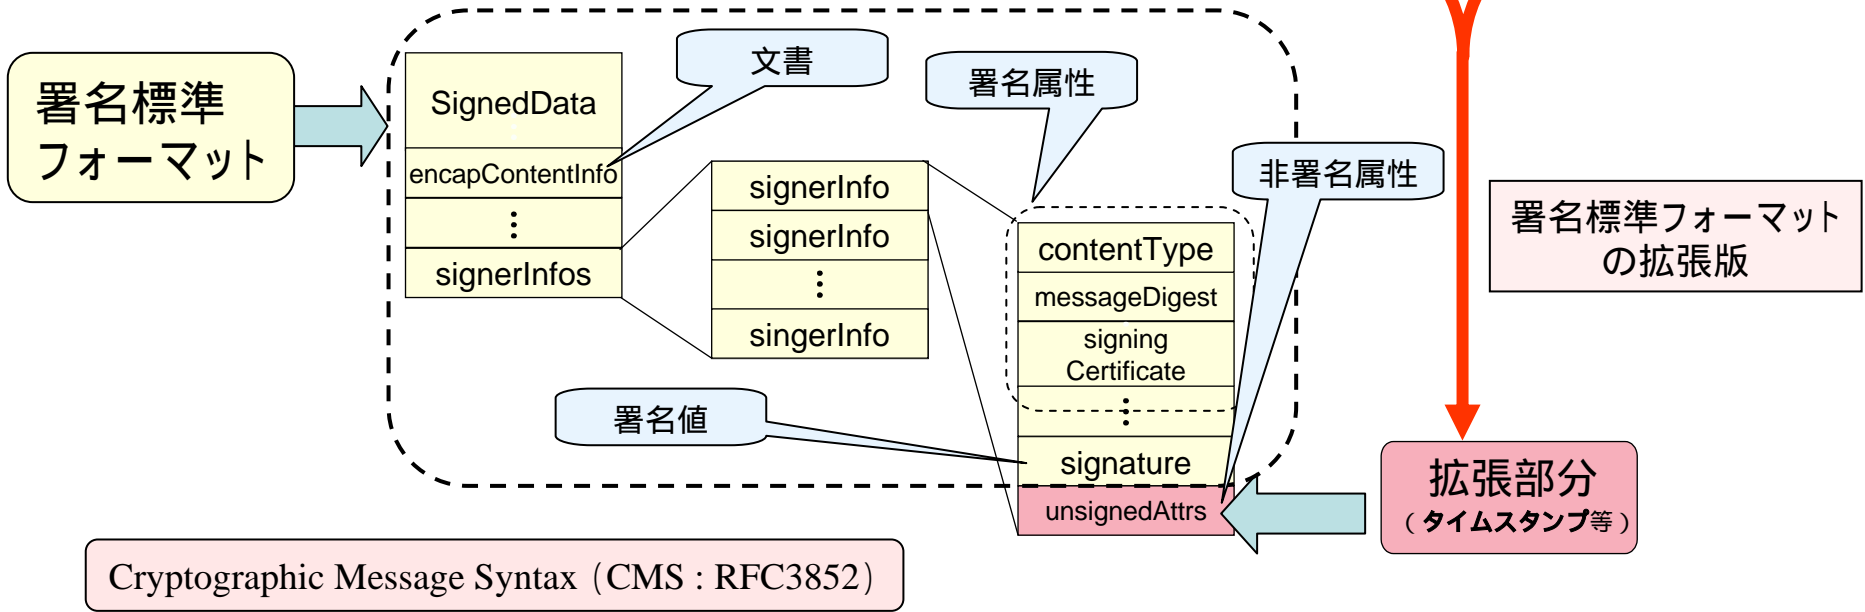 署名標準
フォーマット
SignedData
encapContentInfo
⋮
signerInfos
文書
signerInfo
signerInfo
⋮
singerInfo
署名属性
非署名属性
contentType
messageDigest
signing
Certificate
⋮
signature
unsignedAttrs
署名値
署名標準フォーマット
の拡張版
拡張部分
（タイムスタンプ等）
Cryptographic Message Syntax（CMS : RFC3852）